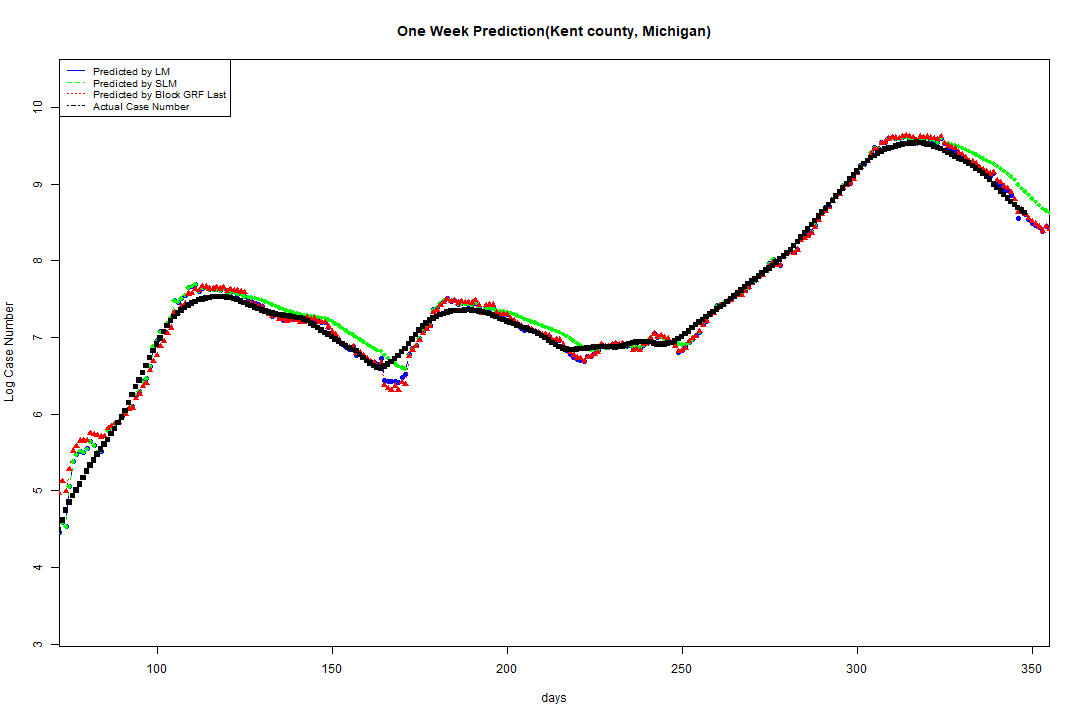 One Week Prediction(Kent county, Michigan)
Predicted by LM
Predicted by SLM
Predicted by Block GRF Last
Actual Case Number
10
9
8
7
6
5
4
3
Log Case Number
100 150 200 250 300 350
days